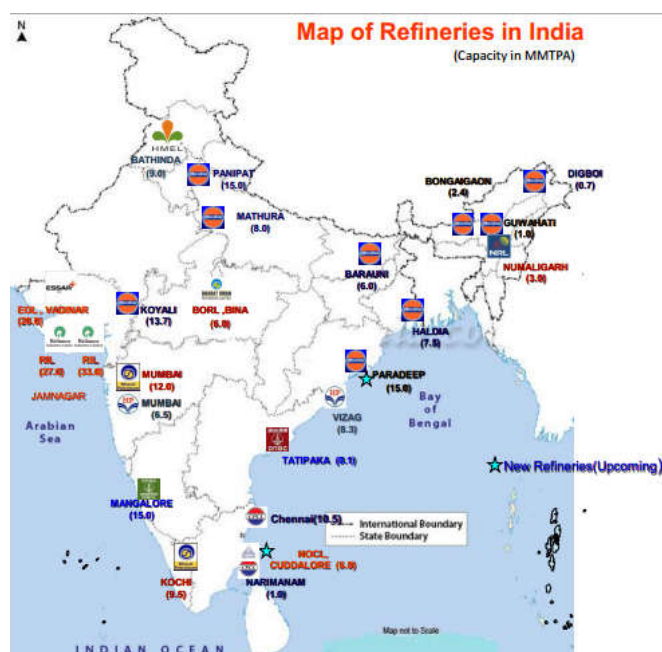 N
Map of Refineries in India
(Capacity in MMTPA)
HMEL
BATHINDA
(9.0)
PANIPAT
(15.0)
MATHURA
(8.0)
BONGAIGAON
(2.4)
DIGBOI
(0.7)
GUWAHATI
(1.0)
NRL
NUMALIGARH
(3.0)
BARAUNI
(6.0)
ESSAR
EOL , VADINAR
(20.0)
KOYALI
(13.7)
BORL ,BINA
(6.0)
HALDIA
(7.5)
RIL
(27.0)
RIL
(33.0)
JAMNAGAR
MUMBAI
(12.0)
HP
MUMBAI
(6.5)
PARADEEP
(15.0)
HP
VIZAG
(8.3)
Bay
of
Bengal
Arabian
Sea
TATIPAKA (0.1)
New Refineries(Upcoming)
MANGALORE
(15.0)
Chennai(10.5)
International Boundary
State Boundary
NOCL,
CUDDALORE (6.0)
KOCHI
(9.5)
NARIMANAM
(1.0)
Map not to Scale
INDIAN OCEAN